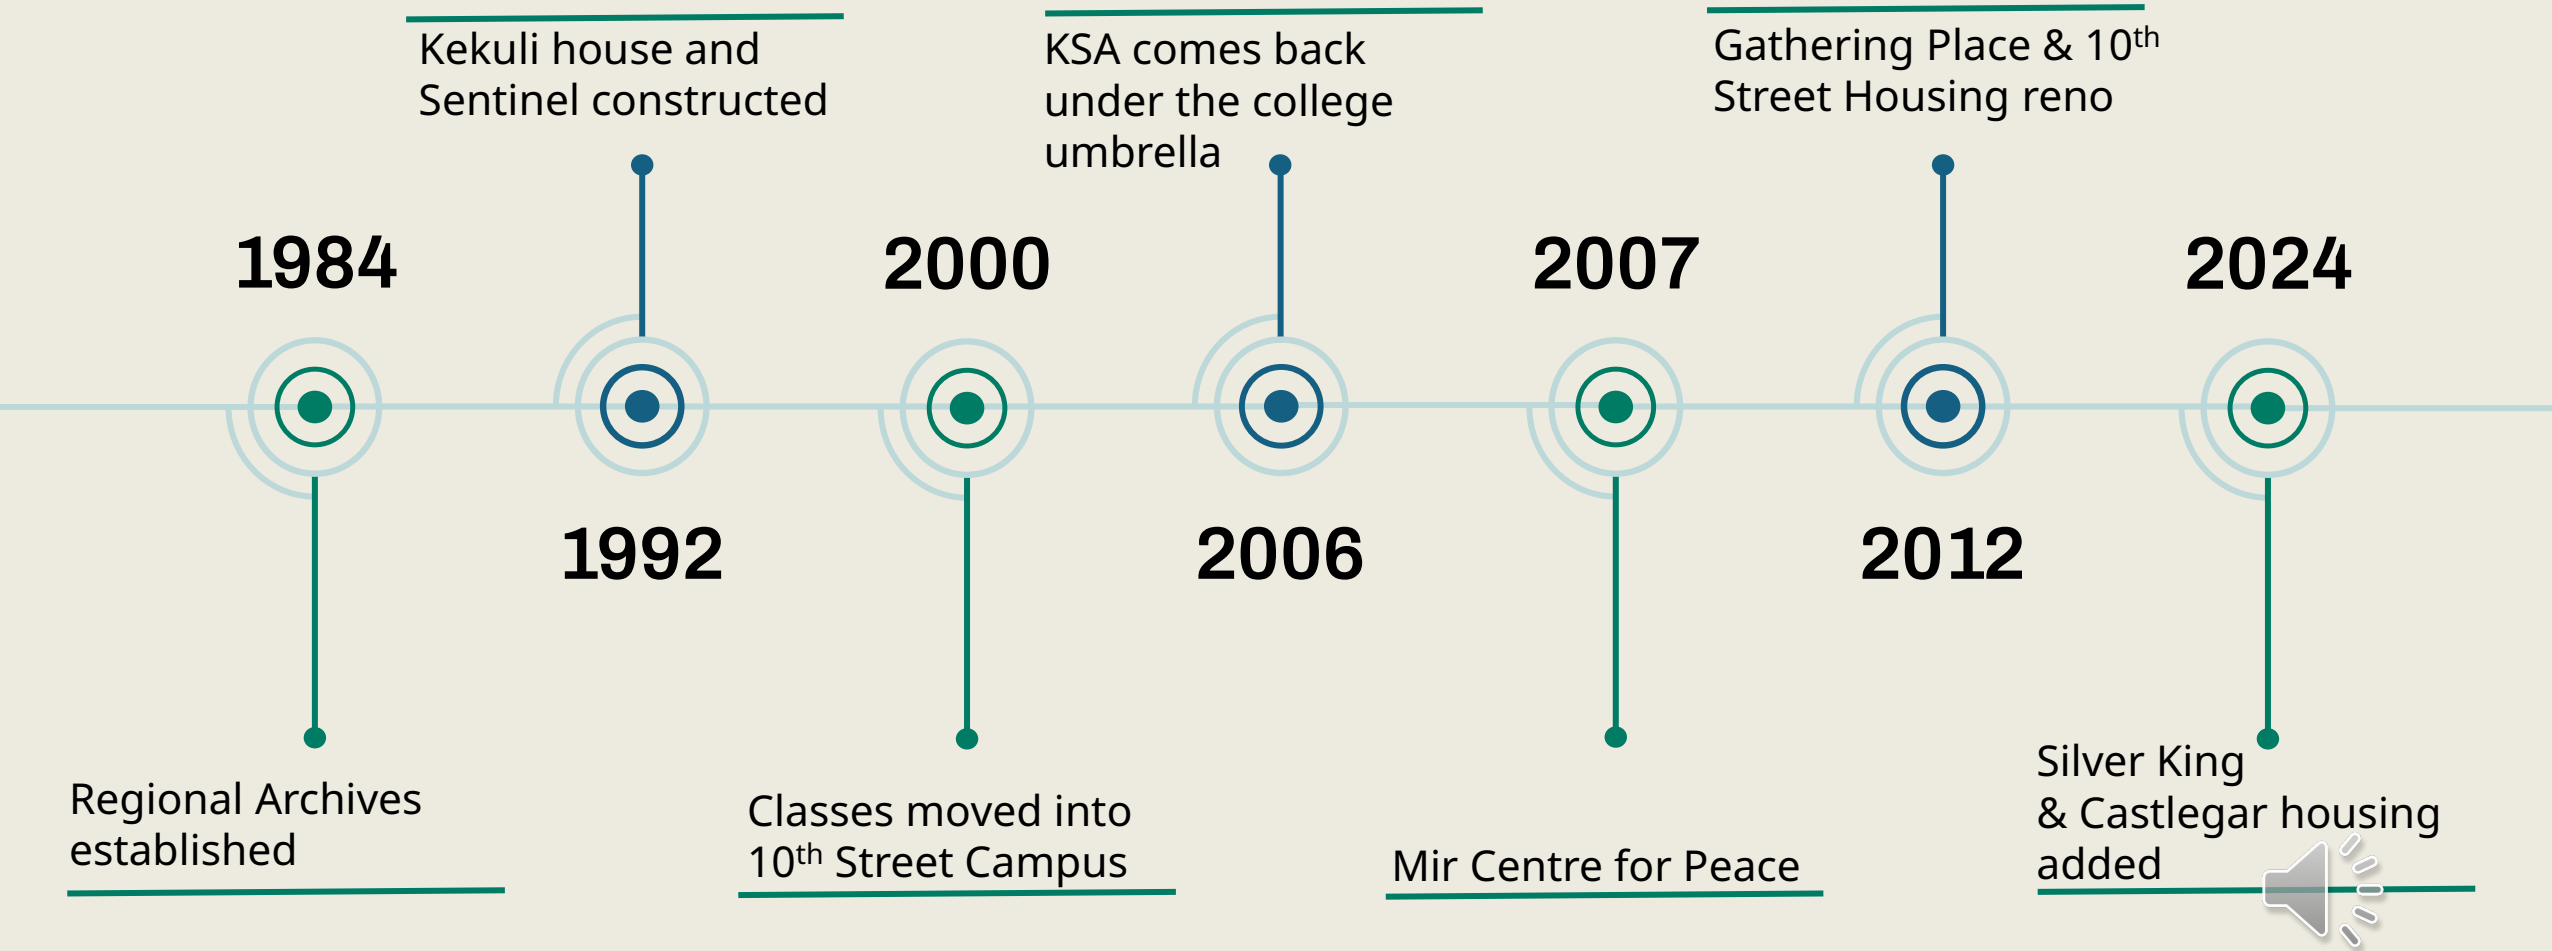 Kekuli house and
Sentinel constructed
KSA comes back
under the college
umbrella
Gathering Place & 10th
Street Housing reno
1984
2000
2007
2024
1992
2006
2012
Regional Archives
established
Classes moved into
10th Street Campus
Mir Centre for Peace
Silver King
& Castlegar housing
added